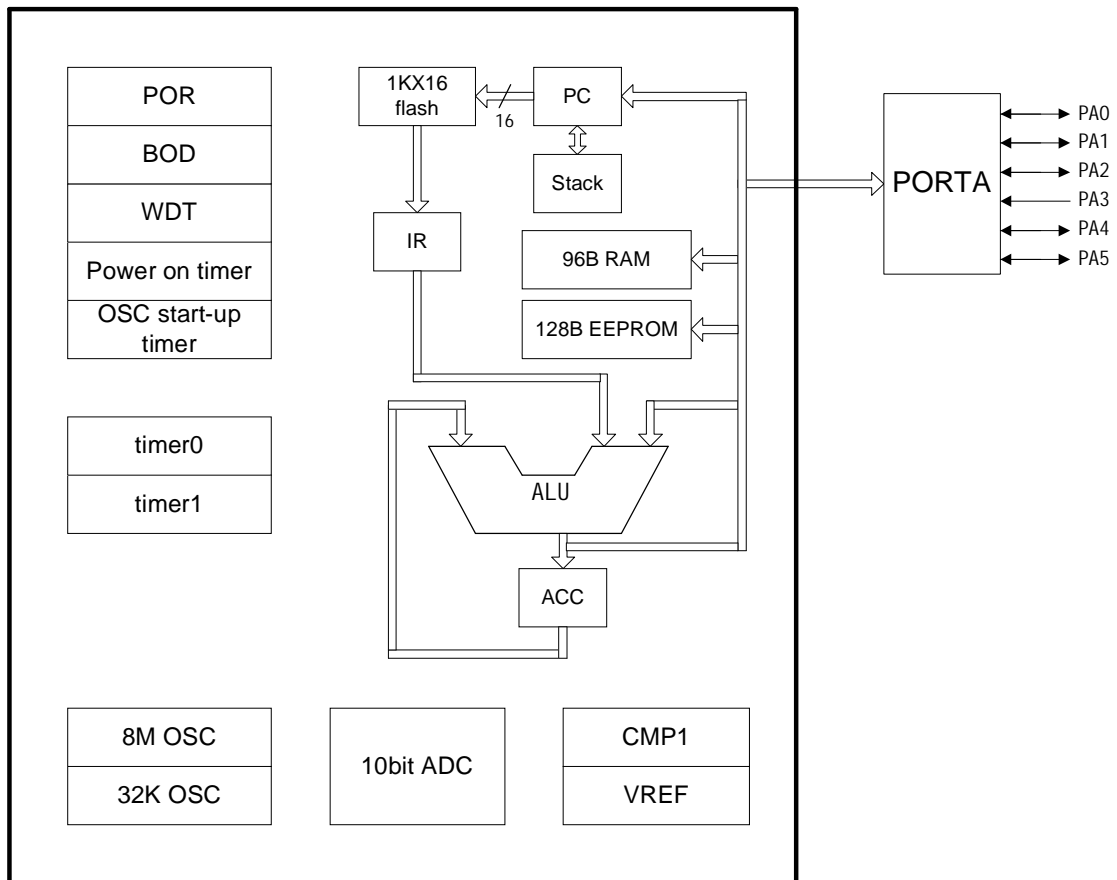 POR
BOD
WDT
Power on timer
OSC start-up
timer
timer0
timer1
1KX16
flash
16
PC
Stack
IR
96B RAM
128B EEPROM
ALU
ACC
8M OSC
32K OSC
10bit ADC
CMP1
VREF
PORTA
PA0
PA1
PA2
PA3
PA4
PA5